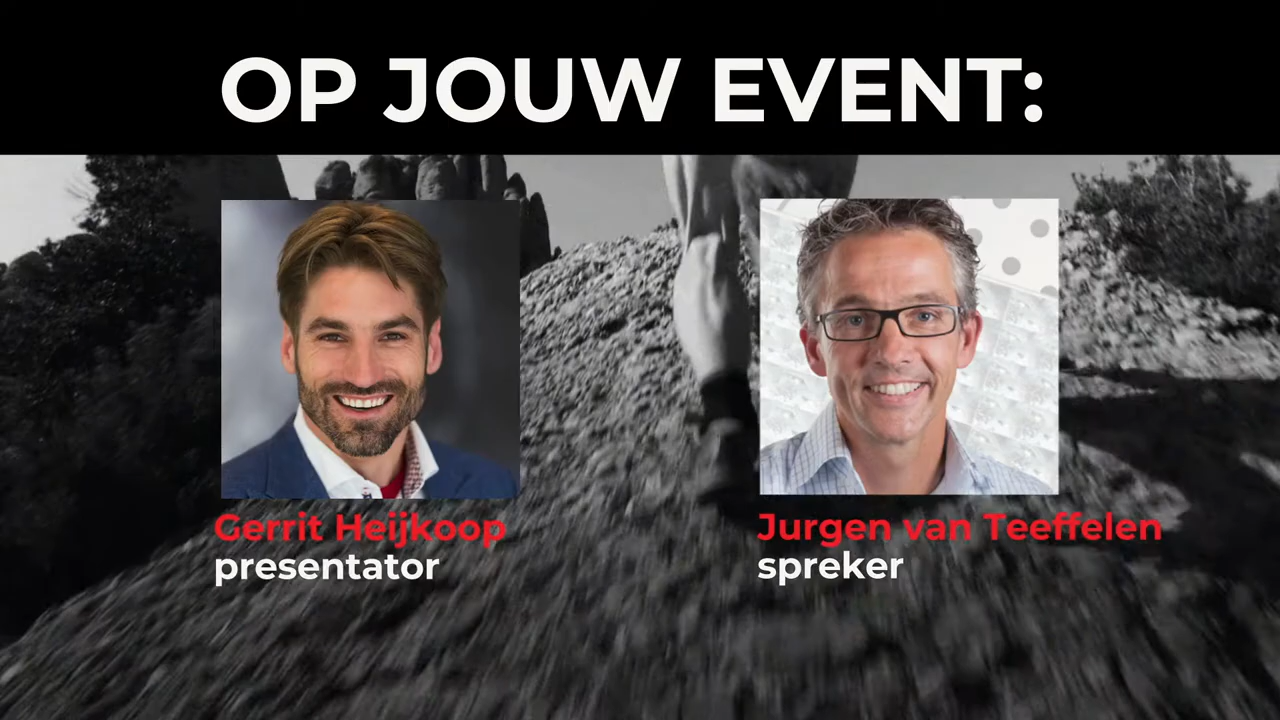 OP JOUW EVENT:
Gerrit Heijkoop
presentator
Jurgen van Teeffelen
spreker